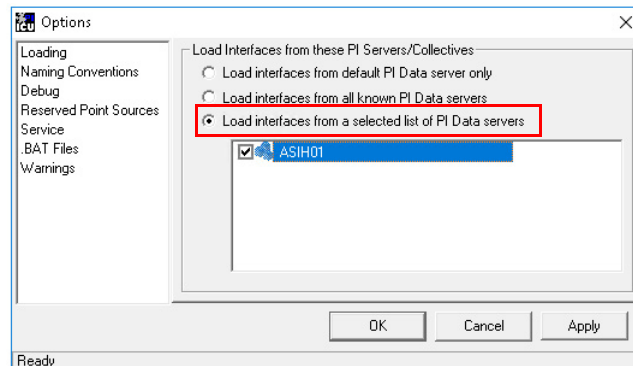 ICU Options
Loading
Naming Conventions
Debug
Reserved Point Sources
Service
.BAT Files
Warnings
Load Interfaces from these PI Servers/Collectives
Load interfaces from default PI Data server only
Load interfaces from all known PI Data servers
Load interfaces from a selected list of PI Data servers
ASIH01
OK
Cancel
Apply
Ready